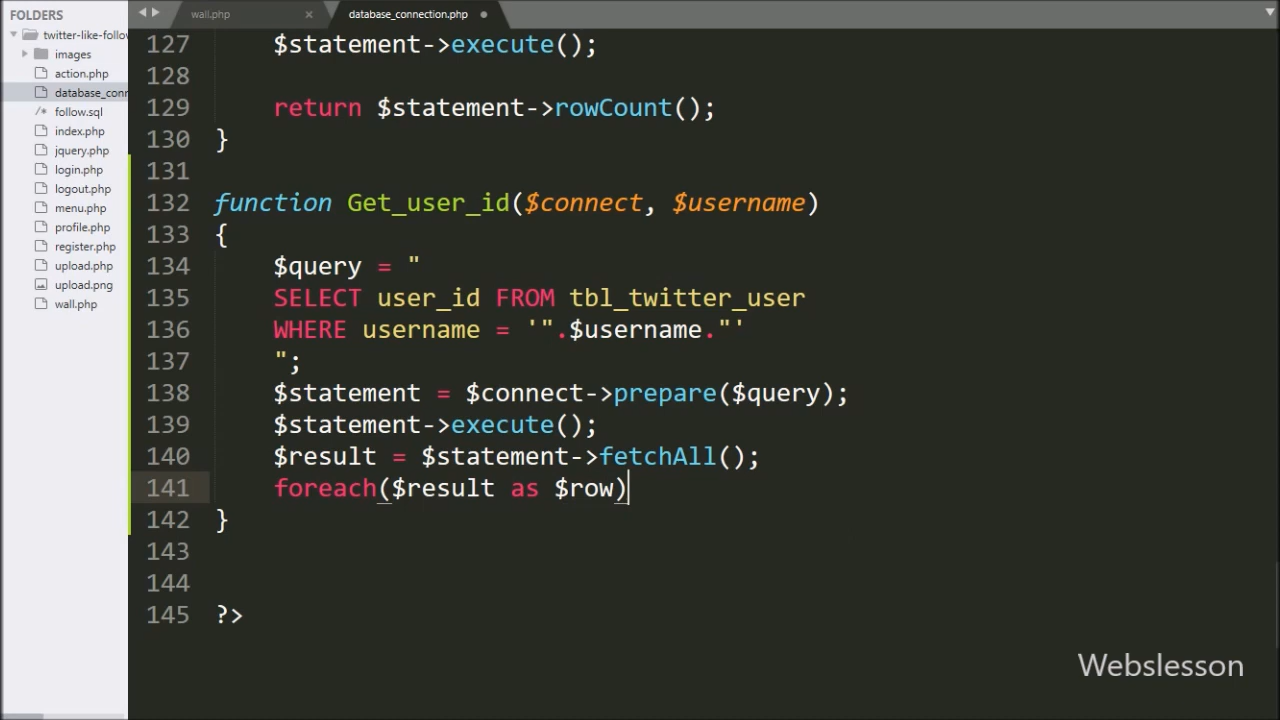 FOLDERS
twitter-like-follow
images
action.php
database_conn
follow.sql
index.php
jquery.php
login.php
logout.php
menu.php
profile.php
register.php
upload.php
upload.png
wall.php
wall.php ×
database_connection.php
127 $statement->execute();
128
129 return $statement->rowCount();
130 }
131
132 function Get_user_id($connect, $username)
133 {
134 $query = "
135 SELECT user_id FROM tbl_twitter_user
136 WHERE username = '".$username."'
137 ";
138 $statement = $connect->prepare($query);
139 $statement->execute();
140 $result = $statement->fetchAll();
141 foreach($result as $row)
142 }
143
144
145 ?>
Webslesson